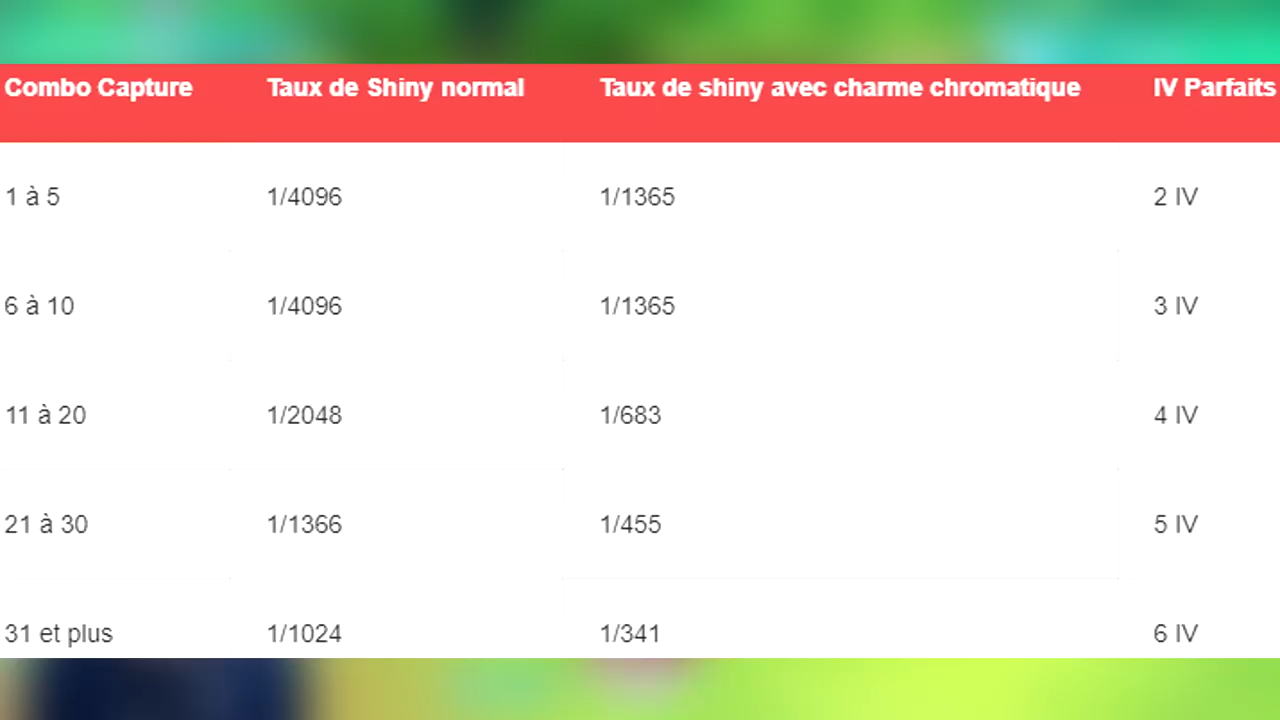 Combo Capture Taux de Shiny normal Taux de shiny avec charme chromatique IV Parfaits
1 à 5 1/4096 1/1365 2 IV
6 à 10 1/4096 1/1365 3 IV
11 à 20 1/2048 1/683 4 IV
21 à 30 1/1366 1/455 5 IV
31 et plus 1/1024 1/341 6 IV